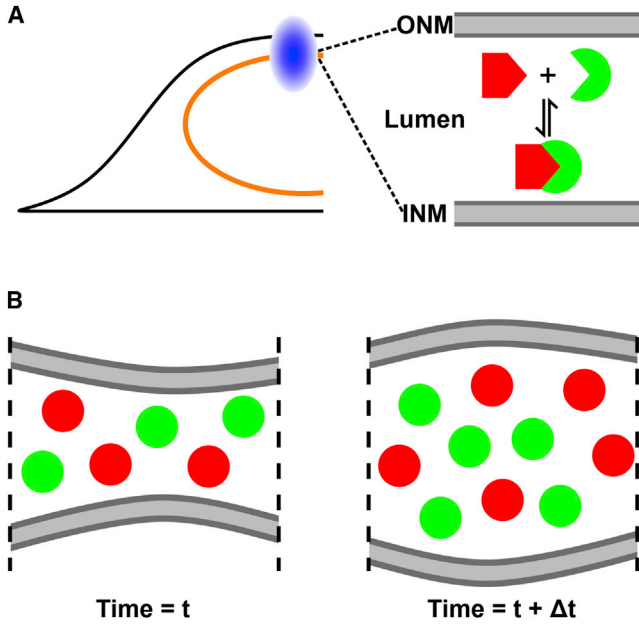 A
ONM
+
Lumen
INM
B
Time = t
Time = t + Δt